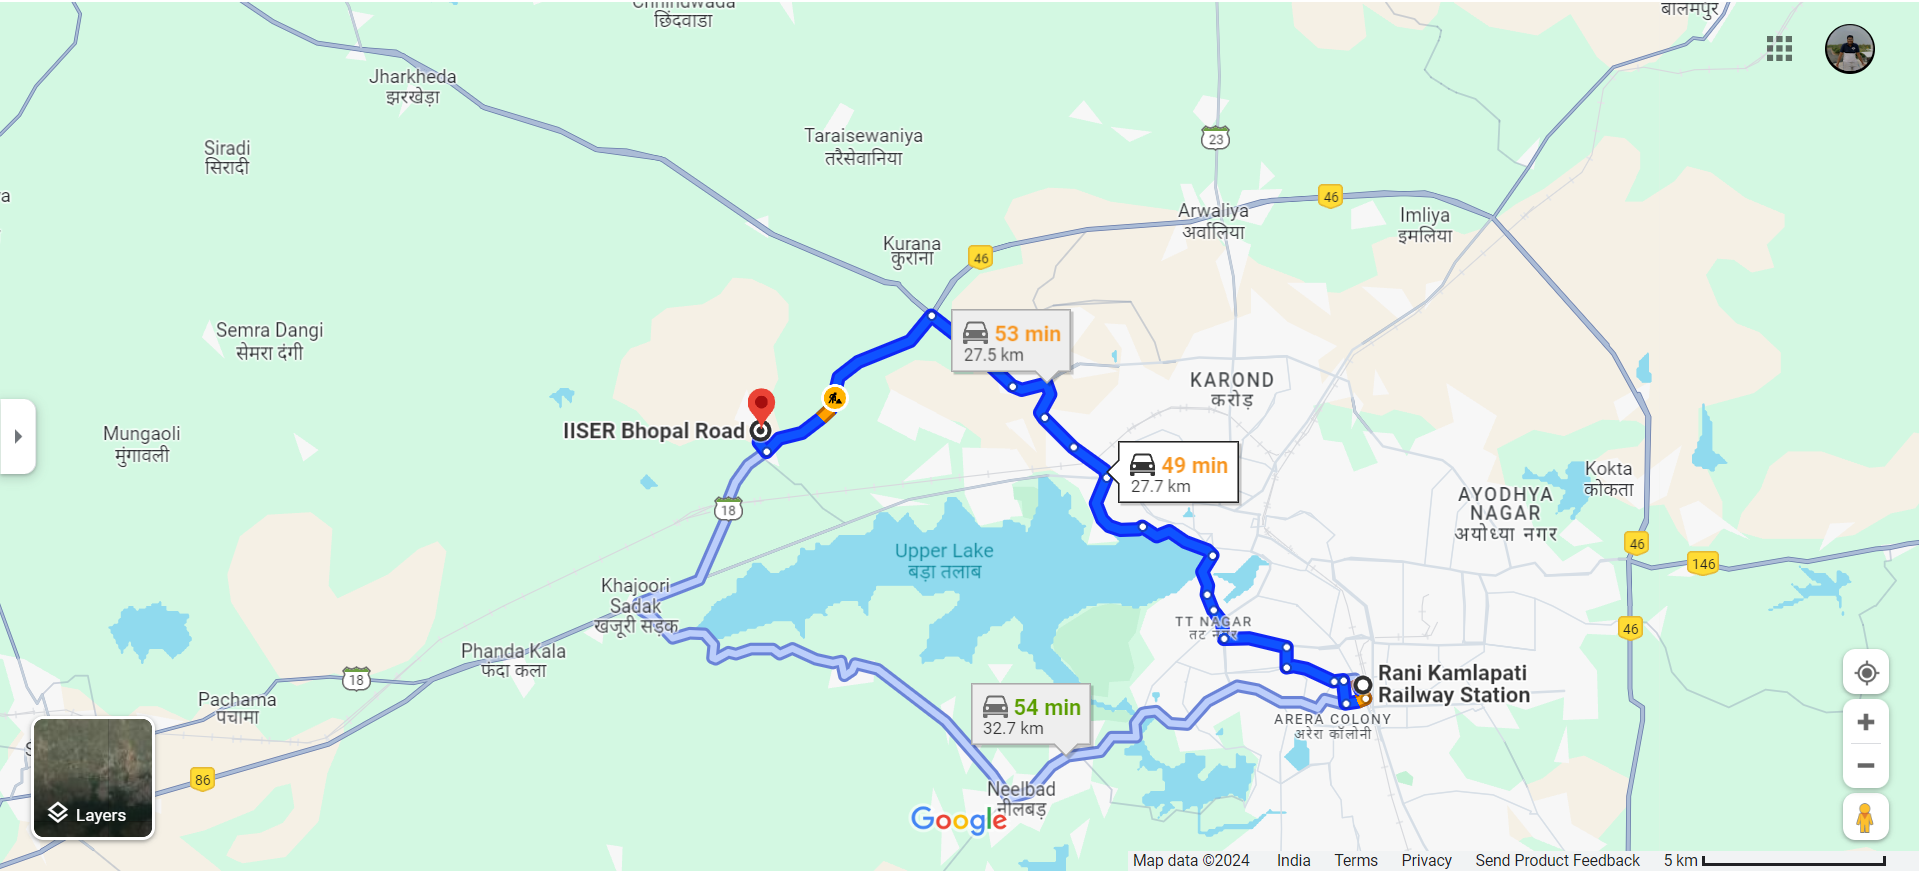 Chhindwada
छिंदवाडा
बालमपुर
Jharkheda
झरखेड़ा
Taraisewaniya
तरैसेवानिया
23
Siradi
सिरादी
46
Arwaliya
अर्वालिया
Imliya
इमलिया
Kurana
कुराना
46
Semra Dangi
सेमरा दंगी
53 min
27.5 km
KAROND
करोड़
IISER Bhopal Road
Mungaoli
मुंगावली
49 min
27.7 km
Kokta
कोकता
AYODHYA
NAGAR
अयोध्या नगर
18
46
146
Upper Lake
बड़ा तालाब
Khajoori
Sadak
खजूरी सड़क
TT NAGAR
46
Phanda Kala
फंदा कला
18
Rani Kamlapati
Railway Station
Pachama
पचामा
54 min
32.7 km
ARERA COLONY
अरेरा कॉलोनी
86
Neelbad
नीलबड़
Layers
Google
Map data ©2024 India Terms Privacy Send Product Feedback 5 km